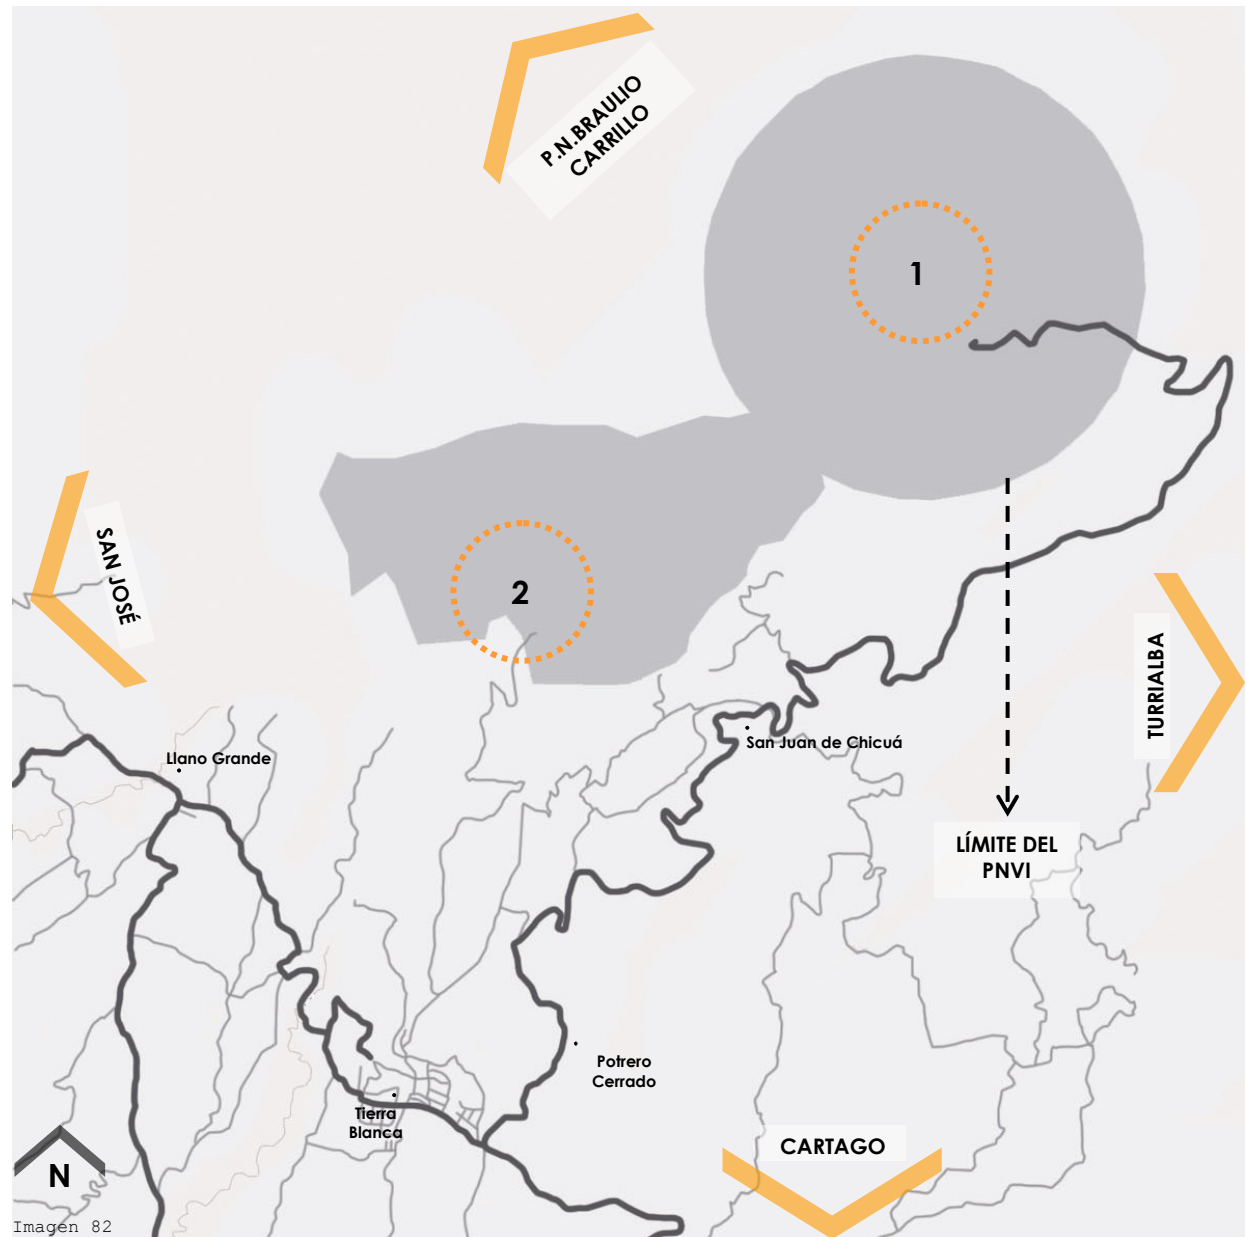 P.N.BRAULIO
CARRILLO
1
SAN JOSÉ
2
TURRIALBA
San Juan de Chicuá
Llano Grande
LÍMITE DEL
PNVI
Potrero
Cerrado
Tierra
Blanca
CARTAGO
N
Imagen 82